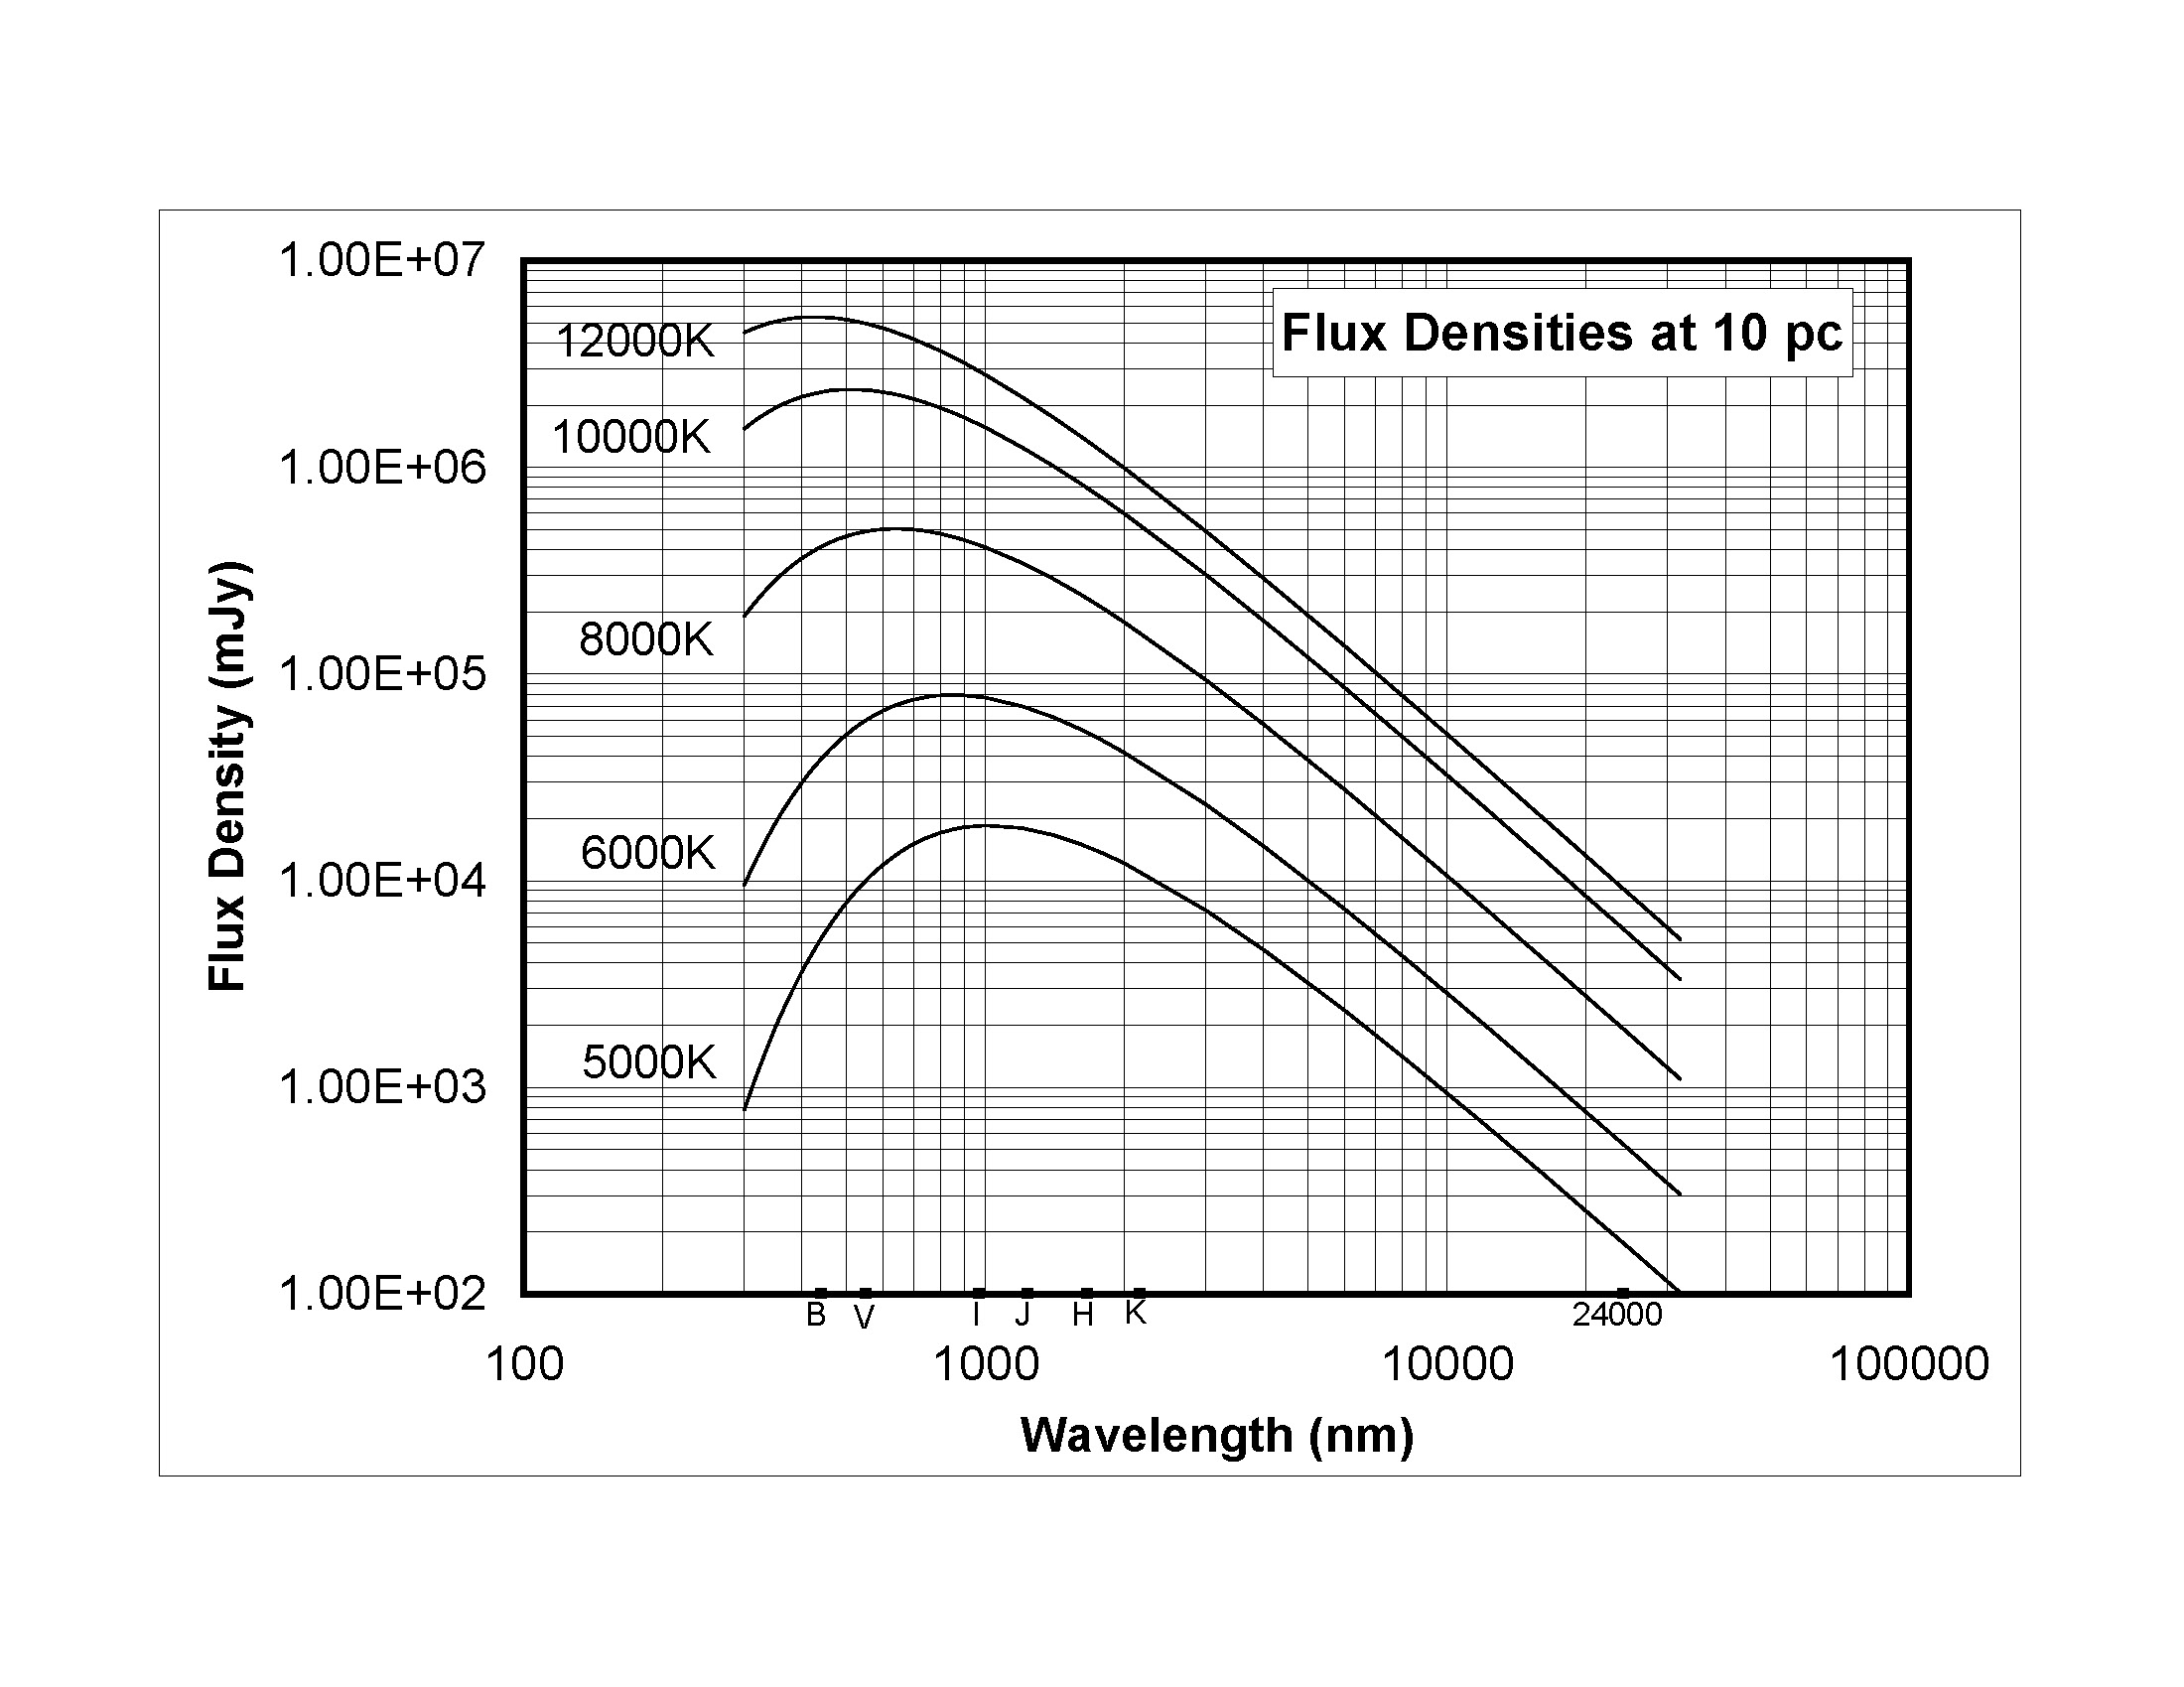 1.00E+07
Flux Densities at 10 pc
12000K
10000K
1.00E+06
8000K
1.00E+05
6000K
1.00E+04
5000K
1.00E+03
1.00E+02
Flux Density (mJy)
B V I J H K 24000
100 1000 10000 100000
Wavelength (nm)